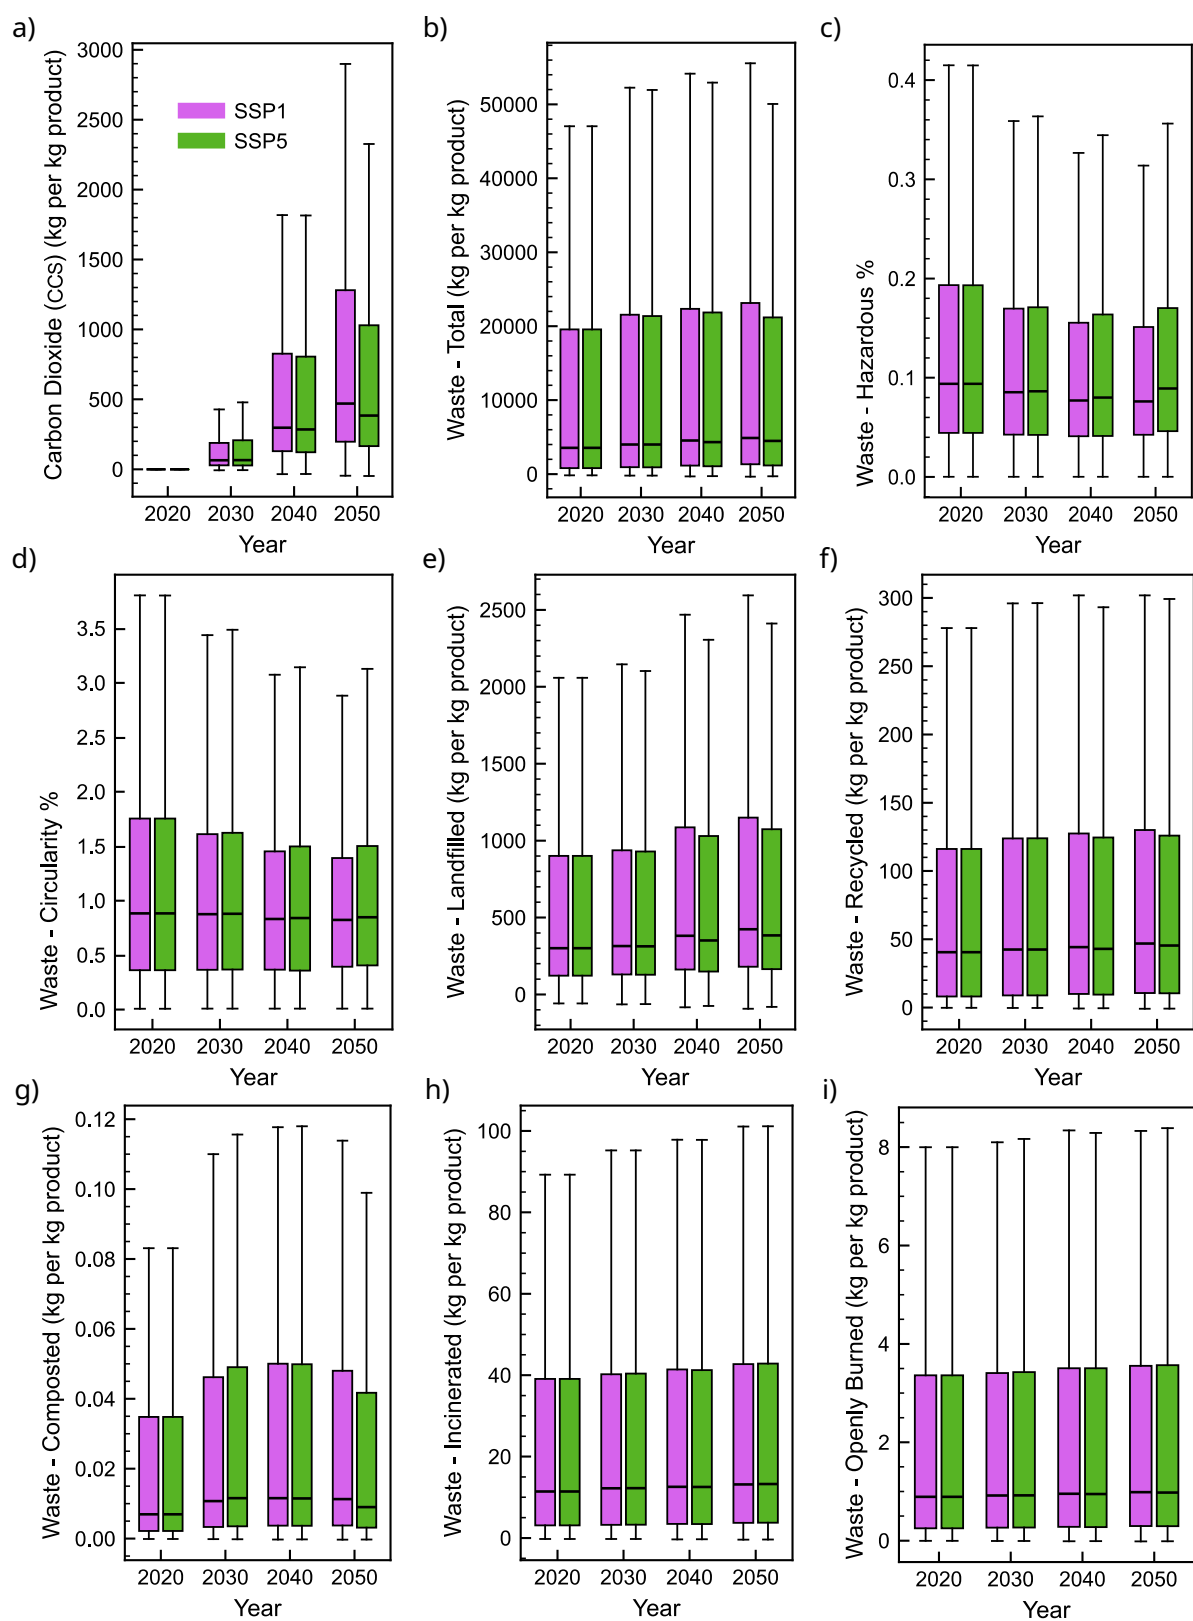 a)
Carbon Dioxide (CCS) (kg per kg product)
3000
2500
2000
1500
1000
500
0
SSP1
SSP5
2020 2030 2040 2050
Year
b)
Waste - Total (kg per kg product)
50000
40000
30000
20000
10000
0
2020 2030 2040 2050
Year
c)
Waste - Hazardous %
0.4
0.3
0.2
0.1
0.0
2020 2030 2040 2050
Year
d)
Waste - Circularity %
3.5
3.0
2.5
2.0
1.5
1.0
0.5
0.0
2020 2030 2040 2050
Year
e)
Waste - Landfilled (kg per kg product)
2500
2000
1500
1000
500
0
2020 2030 2040 2050
Year
f)
Waste - Recycled (kg per kg product)
300
250
200
150
100
50
0
2020 2030 2040 2050
Year
g)
Waste - Composted (kg per kg product)
0.12
0.10
0.08
0.06
0.04
0.02
0.00
2020 2030 2040 2050
Year
h)
Waste - Incinerated (kg per kg product)
100
80
60
40
20
0
2020 2030 2040 2050
Year
i)
Waste - Openly Burned (kg per kg product)
8
6
4
2
0
2020 2030 2040 2050
Year